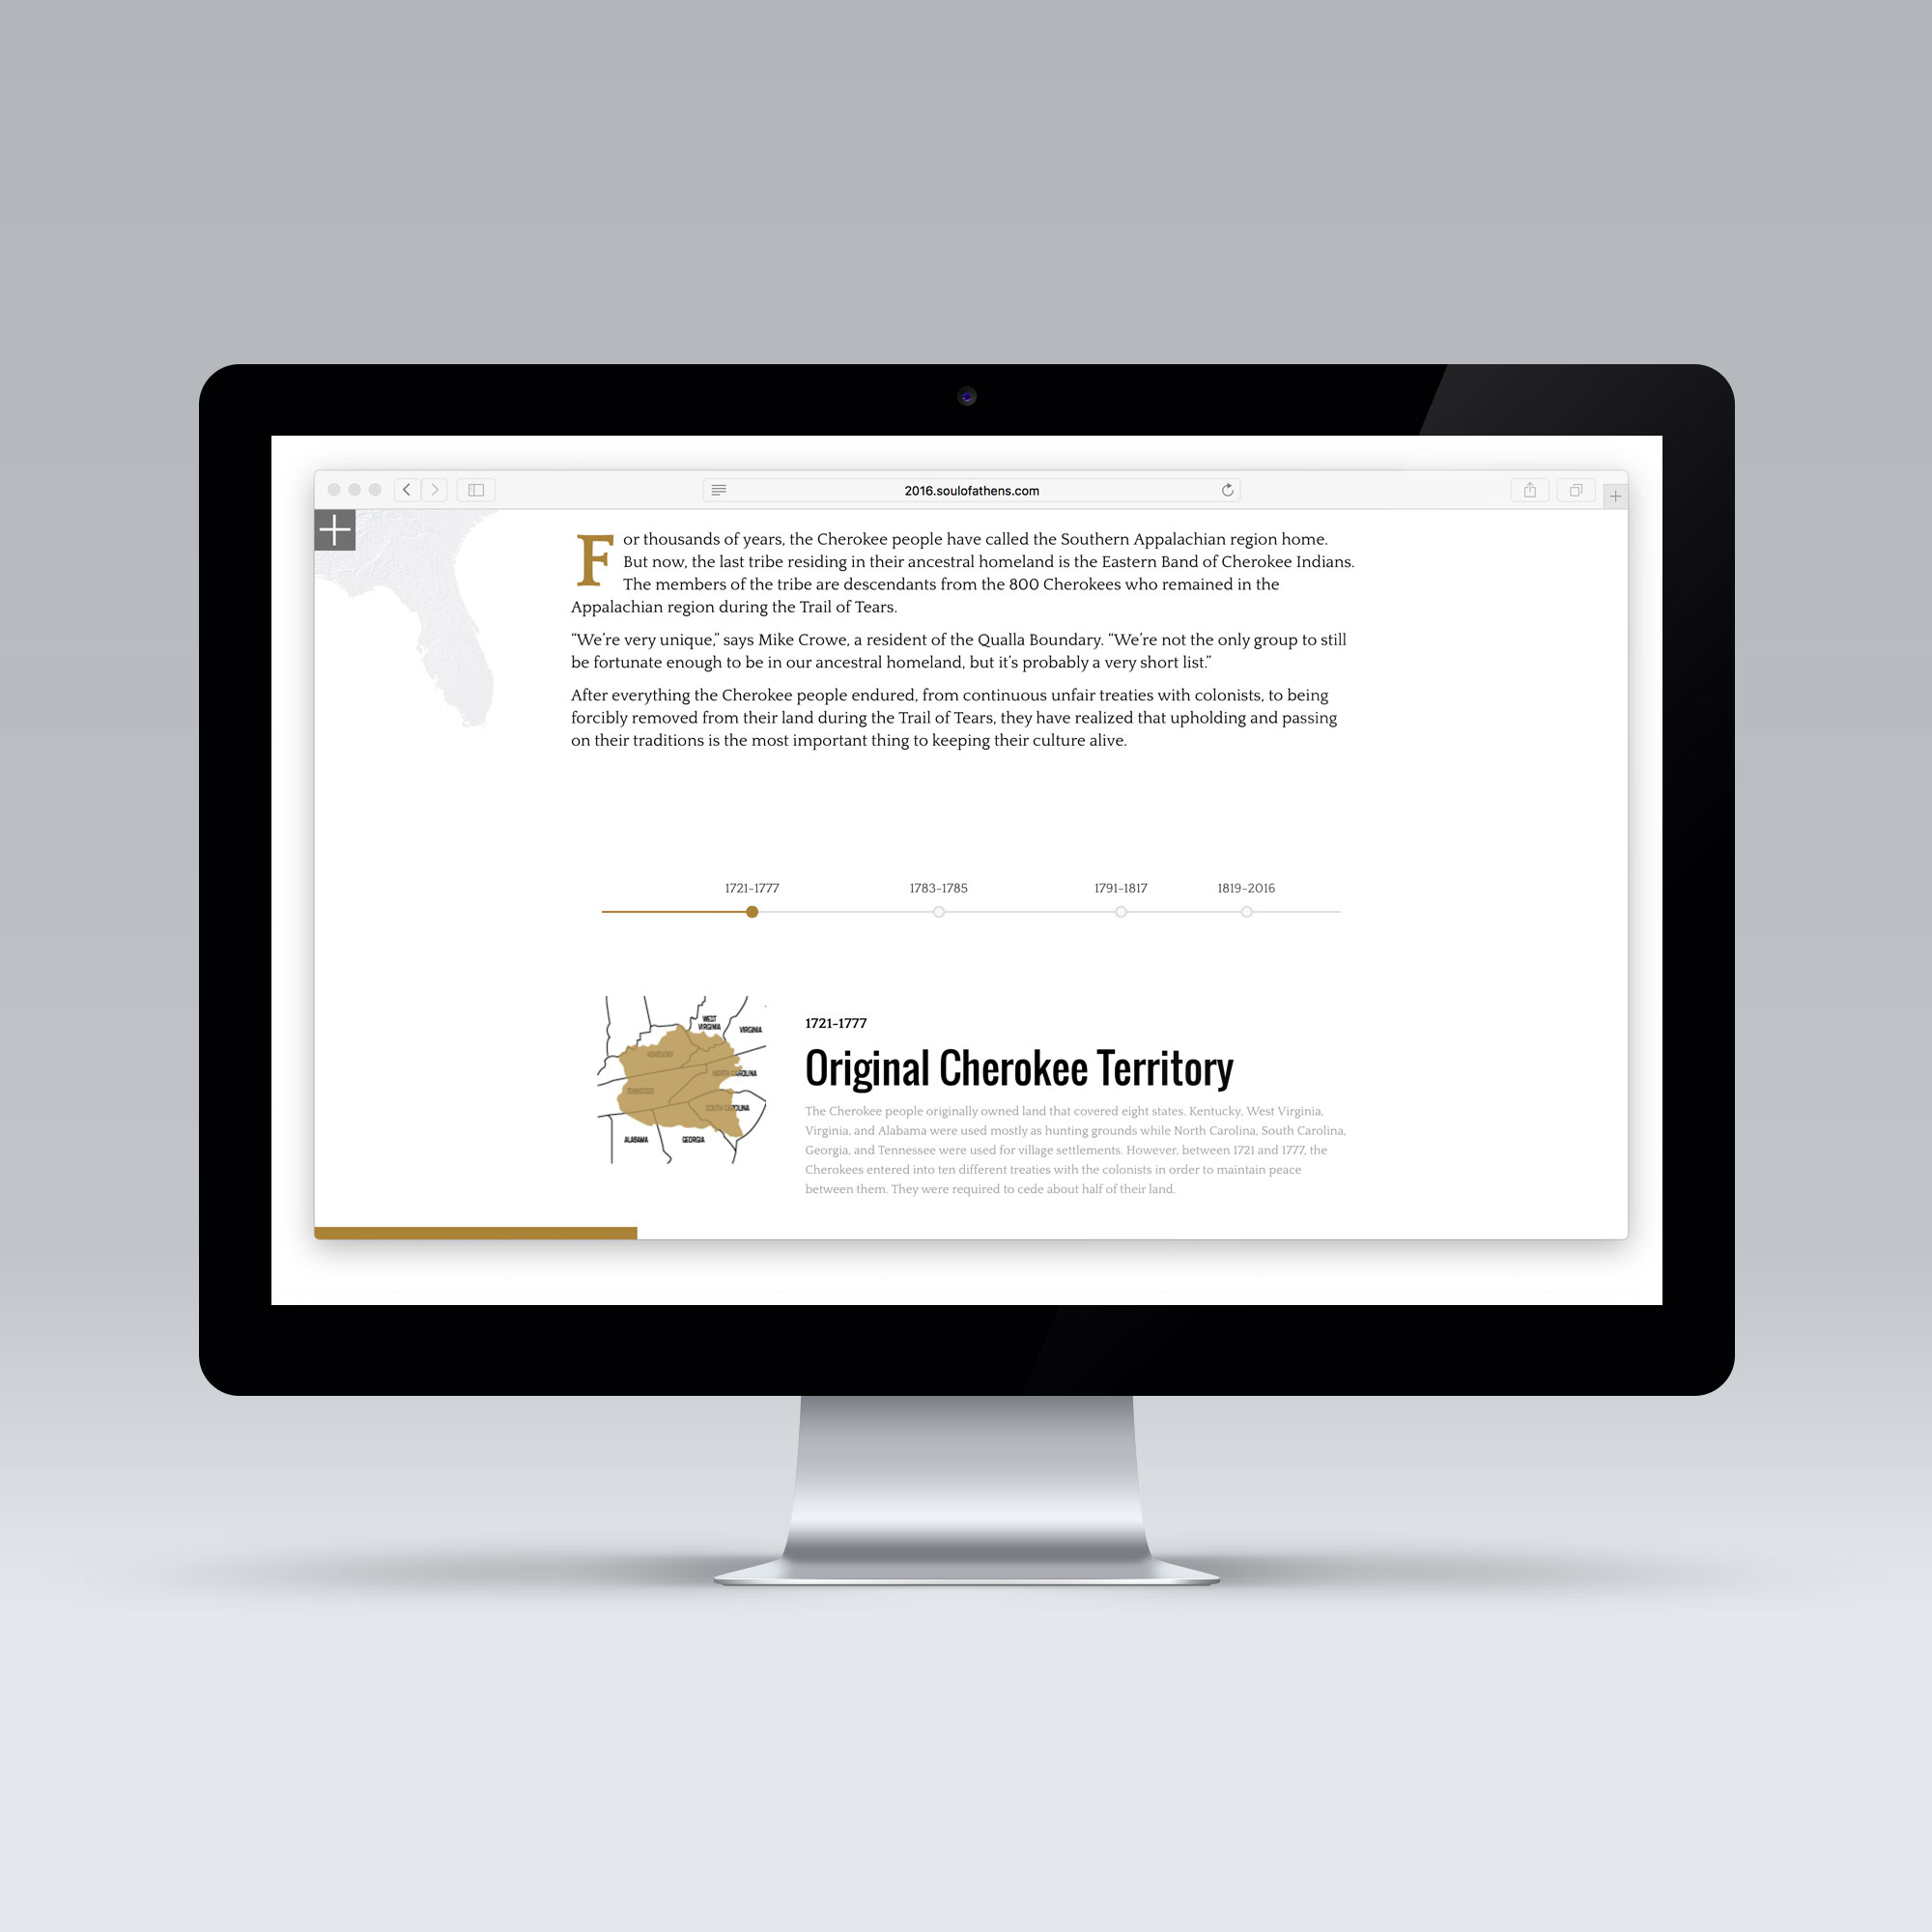 2016.soulofathens.com
For thousands of years, the Cherokee people have called the Southern Appalachian region home.
But now, the last tribe residing in their ancestral homeland is the Eastern Band of Cherokee Indians.
The members of the tribe are descendants from the 800 Cherokees who remained in the
Appalachian region during the Trail of Tears.
“We’re very unique,” says Mike Crowe, a resident of the Qualla Boundary. “We’re not the only group to still
be fortunate enough to be in our ancestral homeland, but it’s probably a very short list.”
After everything the Cherokee people endured, from continuous unfair treaties with colonists, to being
forcibly removed from their land during the Trail of Tears, they have realized that upholding and passing
on their traditions is the most important thing to keeping their culture alive.
1721-1777 1783-1785 1791-1817 1819-2016
WEST
VIRGINIA
VIRGINIA
KENTUCKY
NORTH CAROLINA
TENNESSEE
SOUTH CAROLINA
ALABAMA
GEORGIA
1721-1777
Original Cherokee Territory
The Cherokee people originally owned land that covered eight states. Kentucky, West Virginia,
Virginia, and Alabama were used mostly as hunting grounds while North Carolina, South Carolina,
Georgia, and Tennessee were used for village settlements. However, between 1721 and 1777, the
Cherokees entered into ten different treaties with the colonists in order to maintain peace
between them. They were required to cede about half of their land.